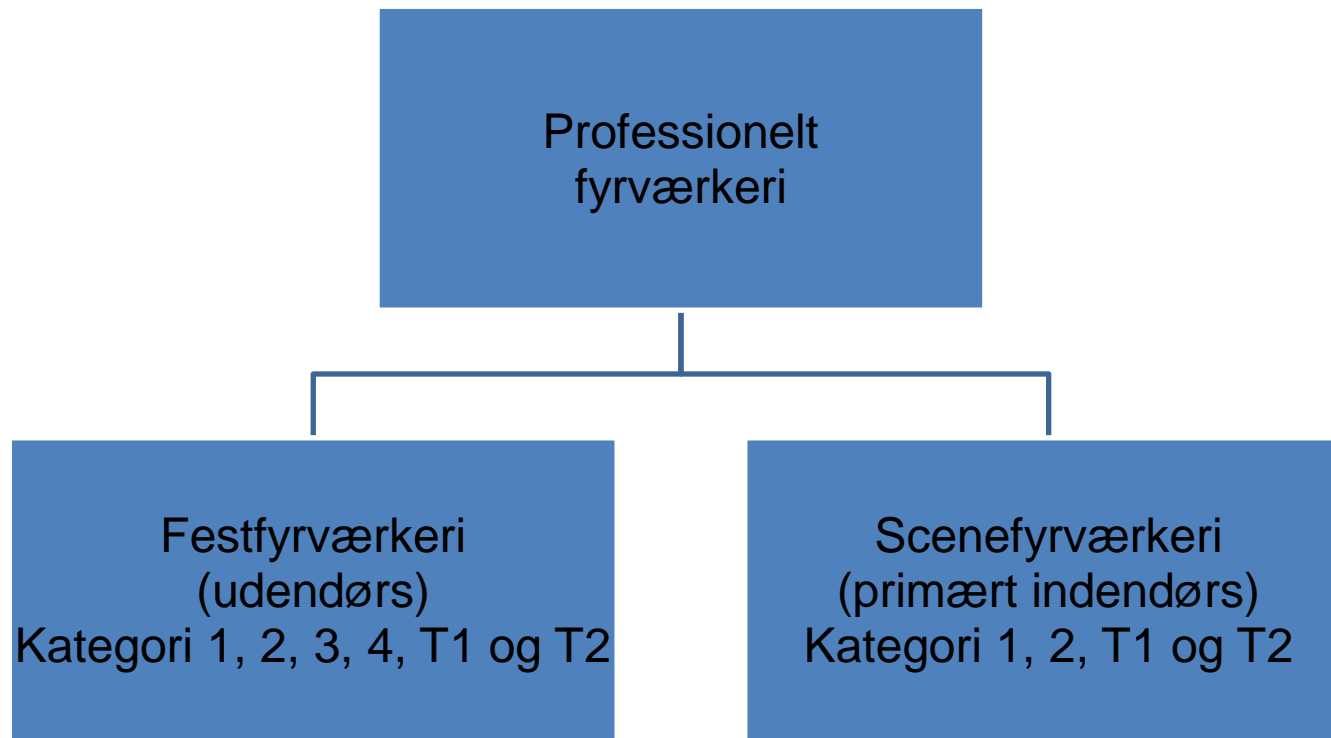 Professionelt
fyrværkeri
Festfyrværkeri
(udendørs)
Kategori 1, 2, 3, 4, T1 og T2
Scenefyrværkeri
(primært indendørs)
Kategori 1, 2, T1 og T2